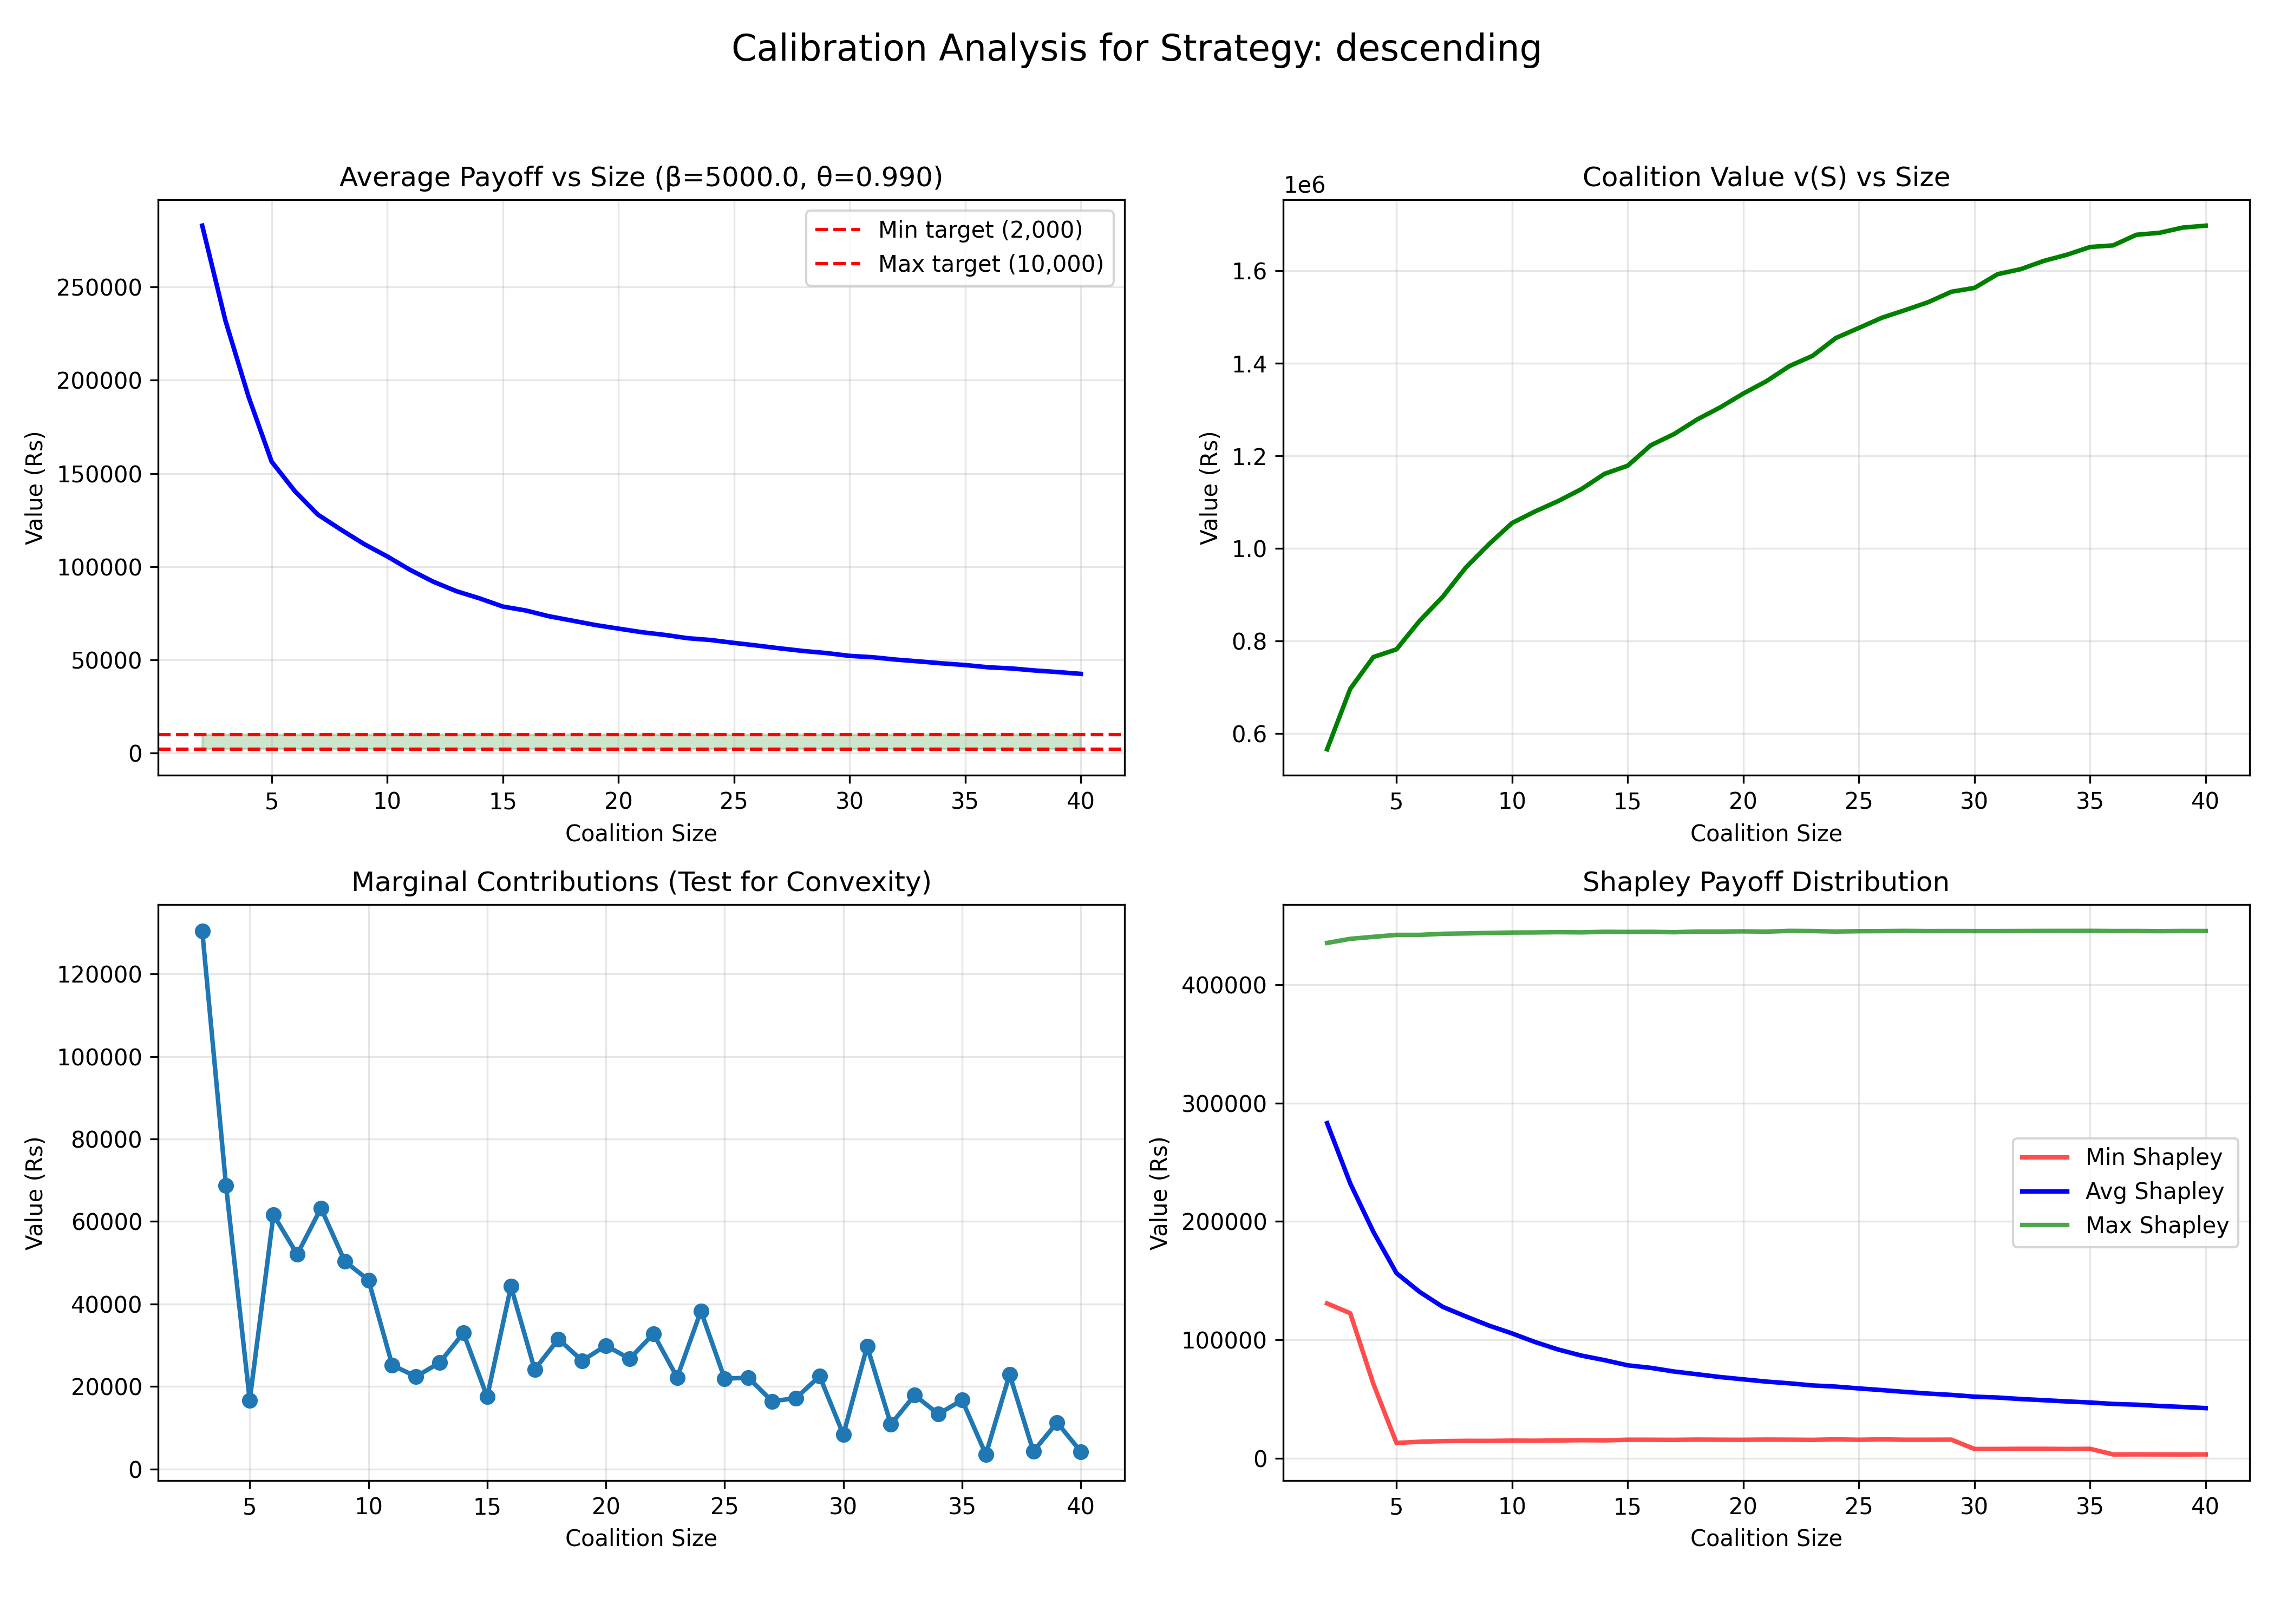 Calibration Analysis for Strategy: descending
Average Payoff vs Size (β=5000.0, θ=0.990)
Value (Rs)
250000
200000
150000
100000
50000
0
5 10 15 20 25 30 35 40
Coalition Size
Min target (2,000)
Max target (10,000)
Coalition Value v(S) vs Size
1e6
Value (Rs)
1.6
1.4
1.2
1.0
0.8
0.6
5 10 15 20 25 30 35 40
Coalition Size
Marginal Contributions (Test for Convexity)
Value (Rs)
120000
100000
80000
60000
40000
20000
0
5 10 15 20 25 30 35 40
Coalition Size
Shapley Payoff Distribution
Value (Rs)
400000
300000
200000
100000
0
5 10 15 20 25 30 35 40
Coalition Size
Min Shapley
Avg Shapley
Max Shapley